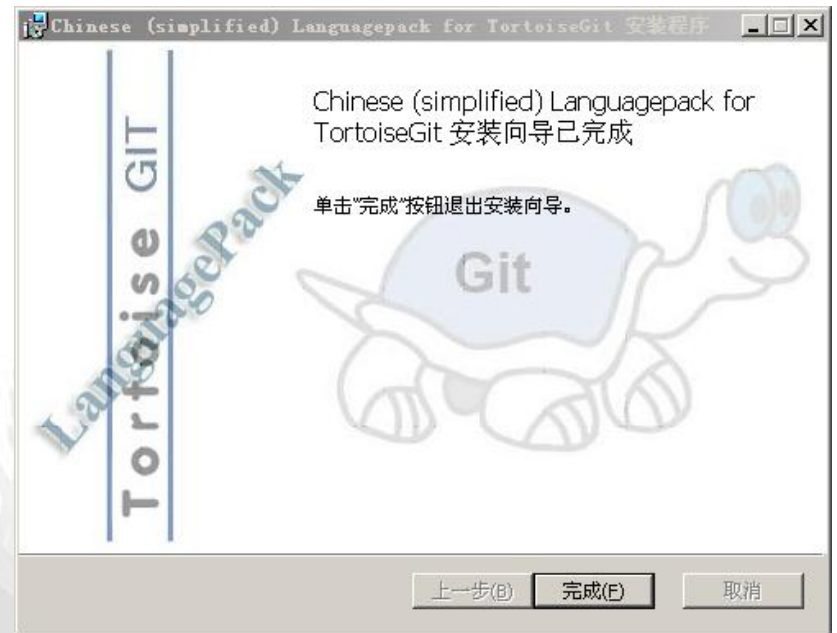 Chinese (simplified) Languagepack for TortoiseGit 安装程序
Chinese (simplified) Languagepack for
TortoiseGit 安装向导已完成
单击"完成"按钮退出安装向导。
Git
Tortoise GIT
LanguagePack
上一步(B)
完成(F)
取消